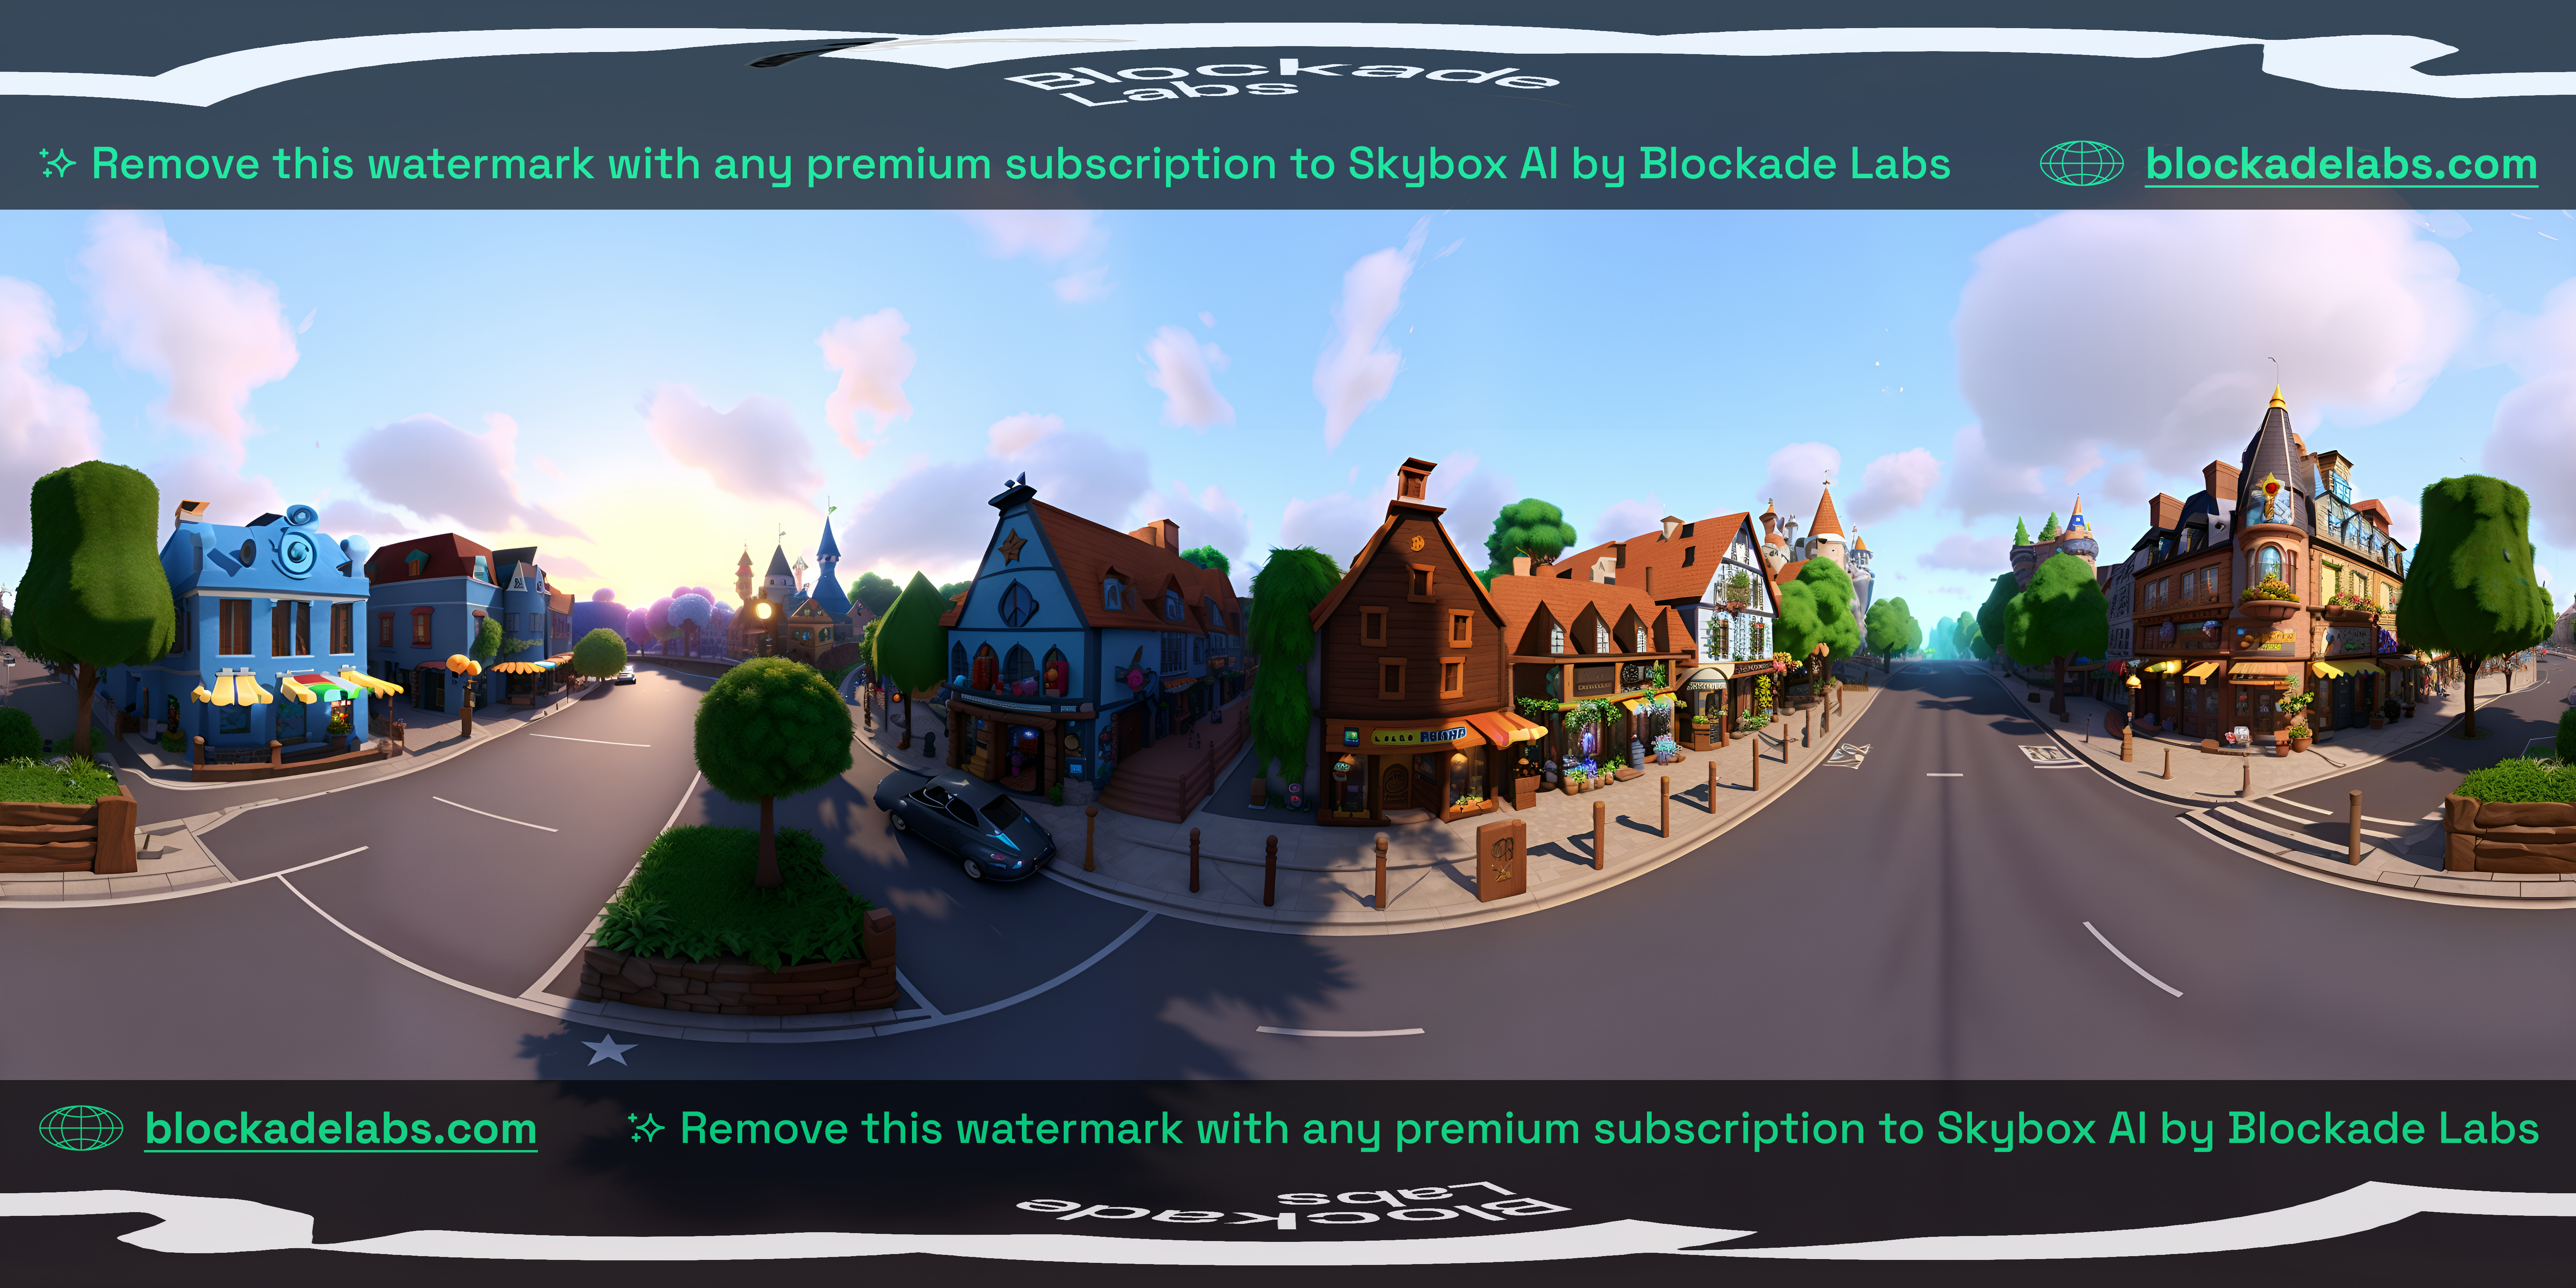 Blockade
Labs
Remove this watermark with any premium subscription to Skybox AI by Blockade Labs
blockadelabs.com
blockadelabs.com
Remove this watermark with any premium subscription to Skybox AI by Blockade Labs
Blockade
Labs